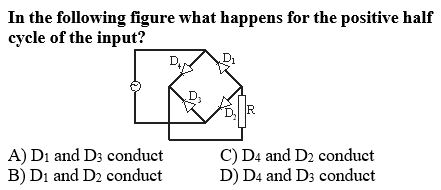 In the following figure what happens for the positive half
cycle of the input?
D₄ D₁
D₃
D₂ R
A) D1 and D3 conduct C) D4 and D2 conduct
B) D1 and D2 conduct D) D4 and D3 conduct